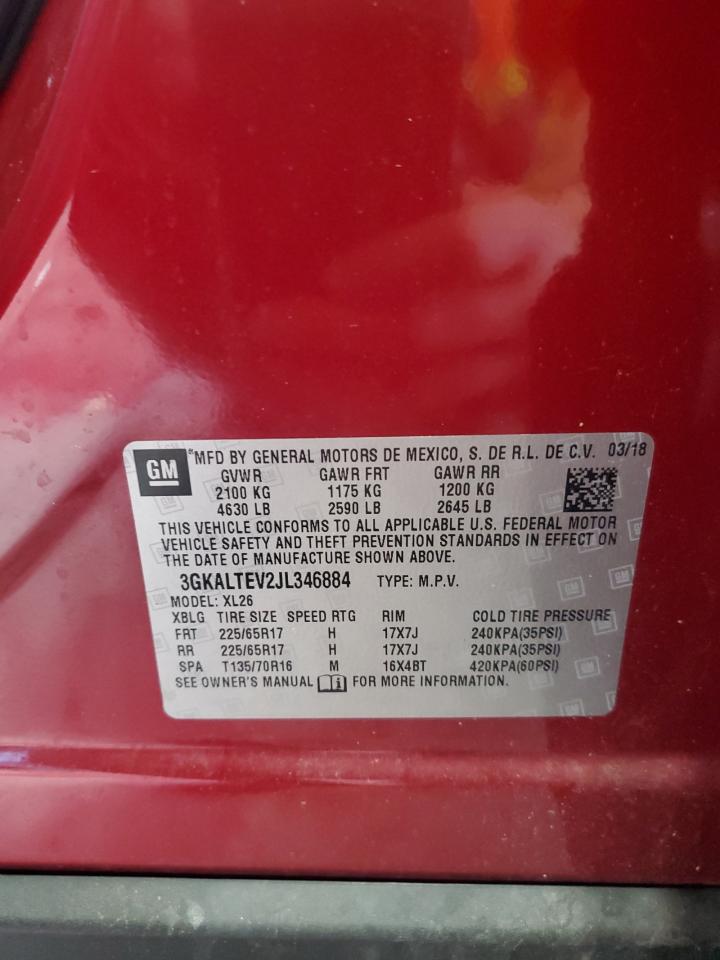 GM
*MFD BY GENERAL MOTORS DE MEXICO, S. DE R.L. DE C.V. 03/18
GVWR GAWR FRT GAWR RR
2100 KG 1175 KG 1200 KG
4630 LB 2590 LB 2645 LB
THIS VEHICLE CONFORMS TO ALL APPLICABLE U.S. FEDERAL MOTOR
VEHICLE SAFETY AND THEFT PREVENTION STANDARDS IN EFFECT ON
THE DATE OF MANUFACTURE SHOWN ABOVE.
3GKALTEV2JL346884 TYPE: M.P.V.
MODEL: XL26
XBLG TIRE SIZE SPEED RTG RIM COLD TIRE PRESSURE
FRT 225/65R17 H 17X7J 240KPA(35PSI)
RR 225/65R17 H 17X7J 240KPA(35PSI)
SPA T135/70R16 M 16X4BT 420KPA(60PSI)
SEE OWNER'S MANUAL FOR MORE INFORMATION.